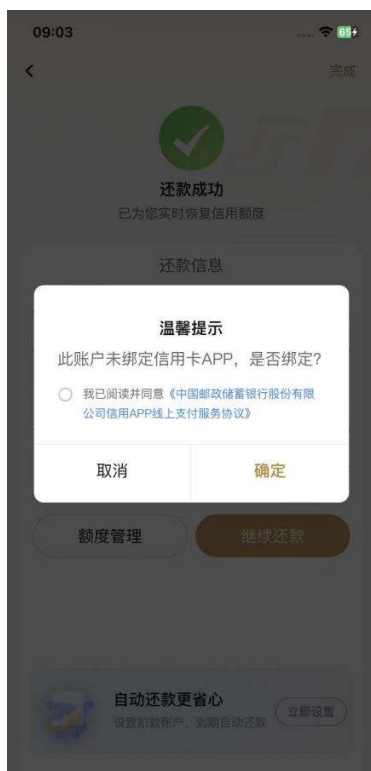 09:03
65
完成
还款成功
已为您实时恢复信用额度
还款信息
温馨提示
此账户未绑定信用卡APP，是否绑定?
我已阅读并同意《中国邮政储蓄银行股份有限
公司信用APP线上支付服务协议》
取消
确定
额度管理
继续还款
自动还款更省心
设置扣款账户，到期自动还款
立即设置